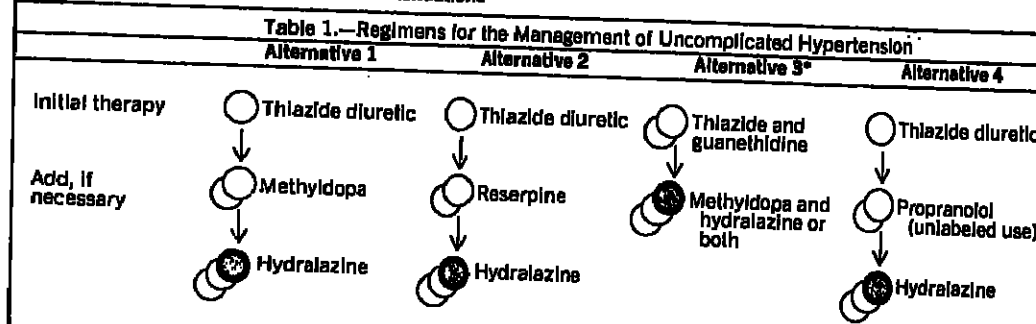 Table 1.—Regimens for the Management of Uncomplicated Hypertension
Alternative 1 Alternative 2 Alternative 3* Alternative 4
Initial therapy
Thiazide diuretic
Thiazide diuretic
Thiazide and
guanethidine
Thiazide diuretic
Add, if
necessary
Methyldopa
Reserpine
Methyldopa and
hydralazine or
both
Propranolol
(unlabeled use)
Hydralazine
Hydralazine
Hydralazine